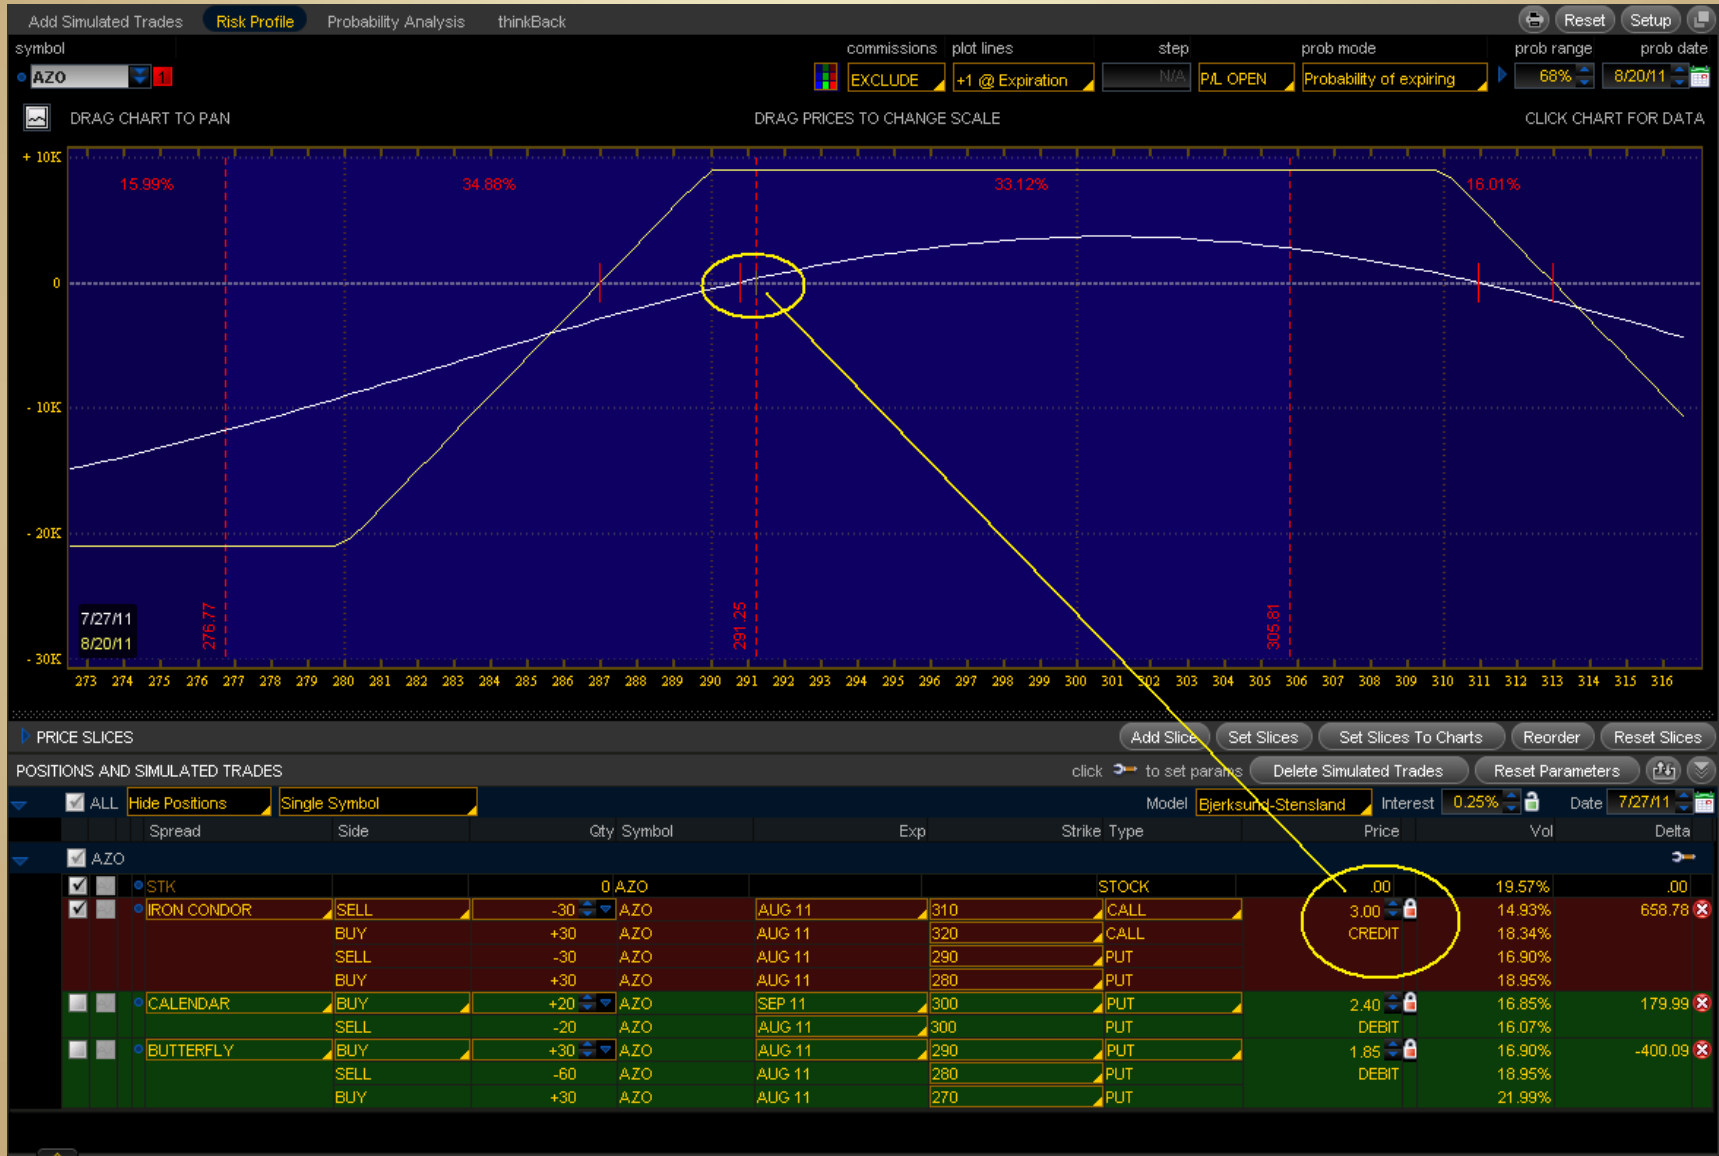 Add Simulated Trades Risk Profile Probability Analysis thinkBack Reset Setup
symbol commissions plot lines step prob mode prob range prob date
AZO 1 EXCLUDE +1 @ Expiration N/A P/L OPEN Probability of expiring 68% 8/20/11
DRAG CHART TO PAN DRAG PRICES TO CHANGE SCALE CLICK CHART FOR DATA
+ 10K
15.99% 34.88% 33.12% 16.01%
0
- 10K
- 20K
276.77 291.25 305.81
7/27/11
8/20/11
- 30K
273 274 275 276 277 278 279 280 281 282 283 284 285 286 287 288 289 290 291 292 293 294 295 296 297 298 299 300 301 302 303 304 305 306 307 308 309 310 311 312 313 314 315 316
PRICE SLICES Add Slice Set Slices Set Slices To Charts Reorder Reset Slices
POSITIONS AND SIMULATED TRADES click to set params Delete Simulated Trades Reset Parameters
ALL Hide Positions Single Symbol Model Bjerksund-Stensland Interest 0.25% Date 7/27/11
Spread Side Qty Symbol Exp Strike Type Price Vol Delta
AZO
STK 0 AZO STOCK .00 19.57% .00
IRON CONDOR SELL -30 AZO AUG 11 310 CALL 3.00 14.93% 658.78
BUY +30 AZO AUG 11 320 CALL CREDIT 18.34%
SELL -30 AZO AUG 11 290 PUT 16.90%
BUY +30 AZO AUG 11 280 PUT 18.95%
CALENDAR BUY +20 AZO SEP 11 300 PUT 2.40 16.85% 179.99
SELL -20 AZO AUG 11 300 PUT DEBIT 16.07%
BUTTERFLY BUY +30 AZO AUG 11 290 PUT 1.85 16.90% -400.09
SELL -60 AZO AUG 11 280 PUT DEBIT 18.95%
BUY +30 AZO AUG 11 270 PUT 21.99%